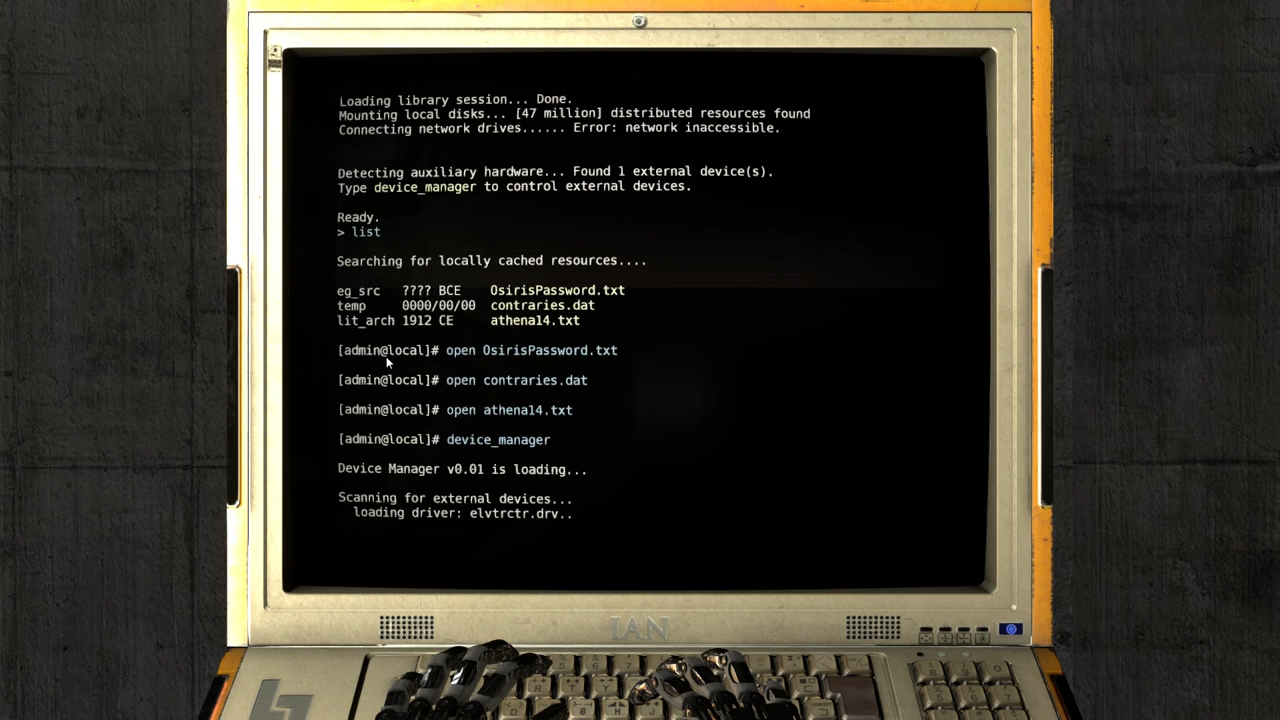 Loading library session... Done.
Mounting local disks... [47 million] distributed resources found
Connecting network drives...... Error: network inaccessible.
Detecting auxiliary hardware... Found 1 external device(s).
Type device_manager to control external devices.
Ready.
> list
Searching for locally cached resources....
eg_src ???? BCE OsirisPassword.txt
temp 0000/00/00 contraries.dat
lit_arch 1912 CE athena14.txt
[admin@local]# open OsirisPassword.txt
[admin@local]# open contraries.dat
[admin@local]# open athena14.txt
[admin@local]# device_manager
Device Manager v0.01 is loading...
Scanning for external devices...
loading driver: elvtrctr.drv..
IAN